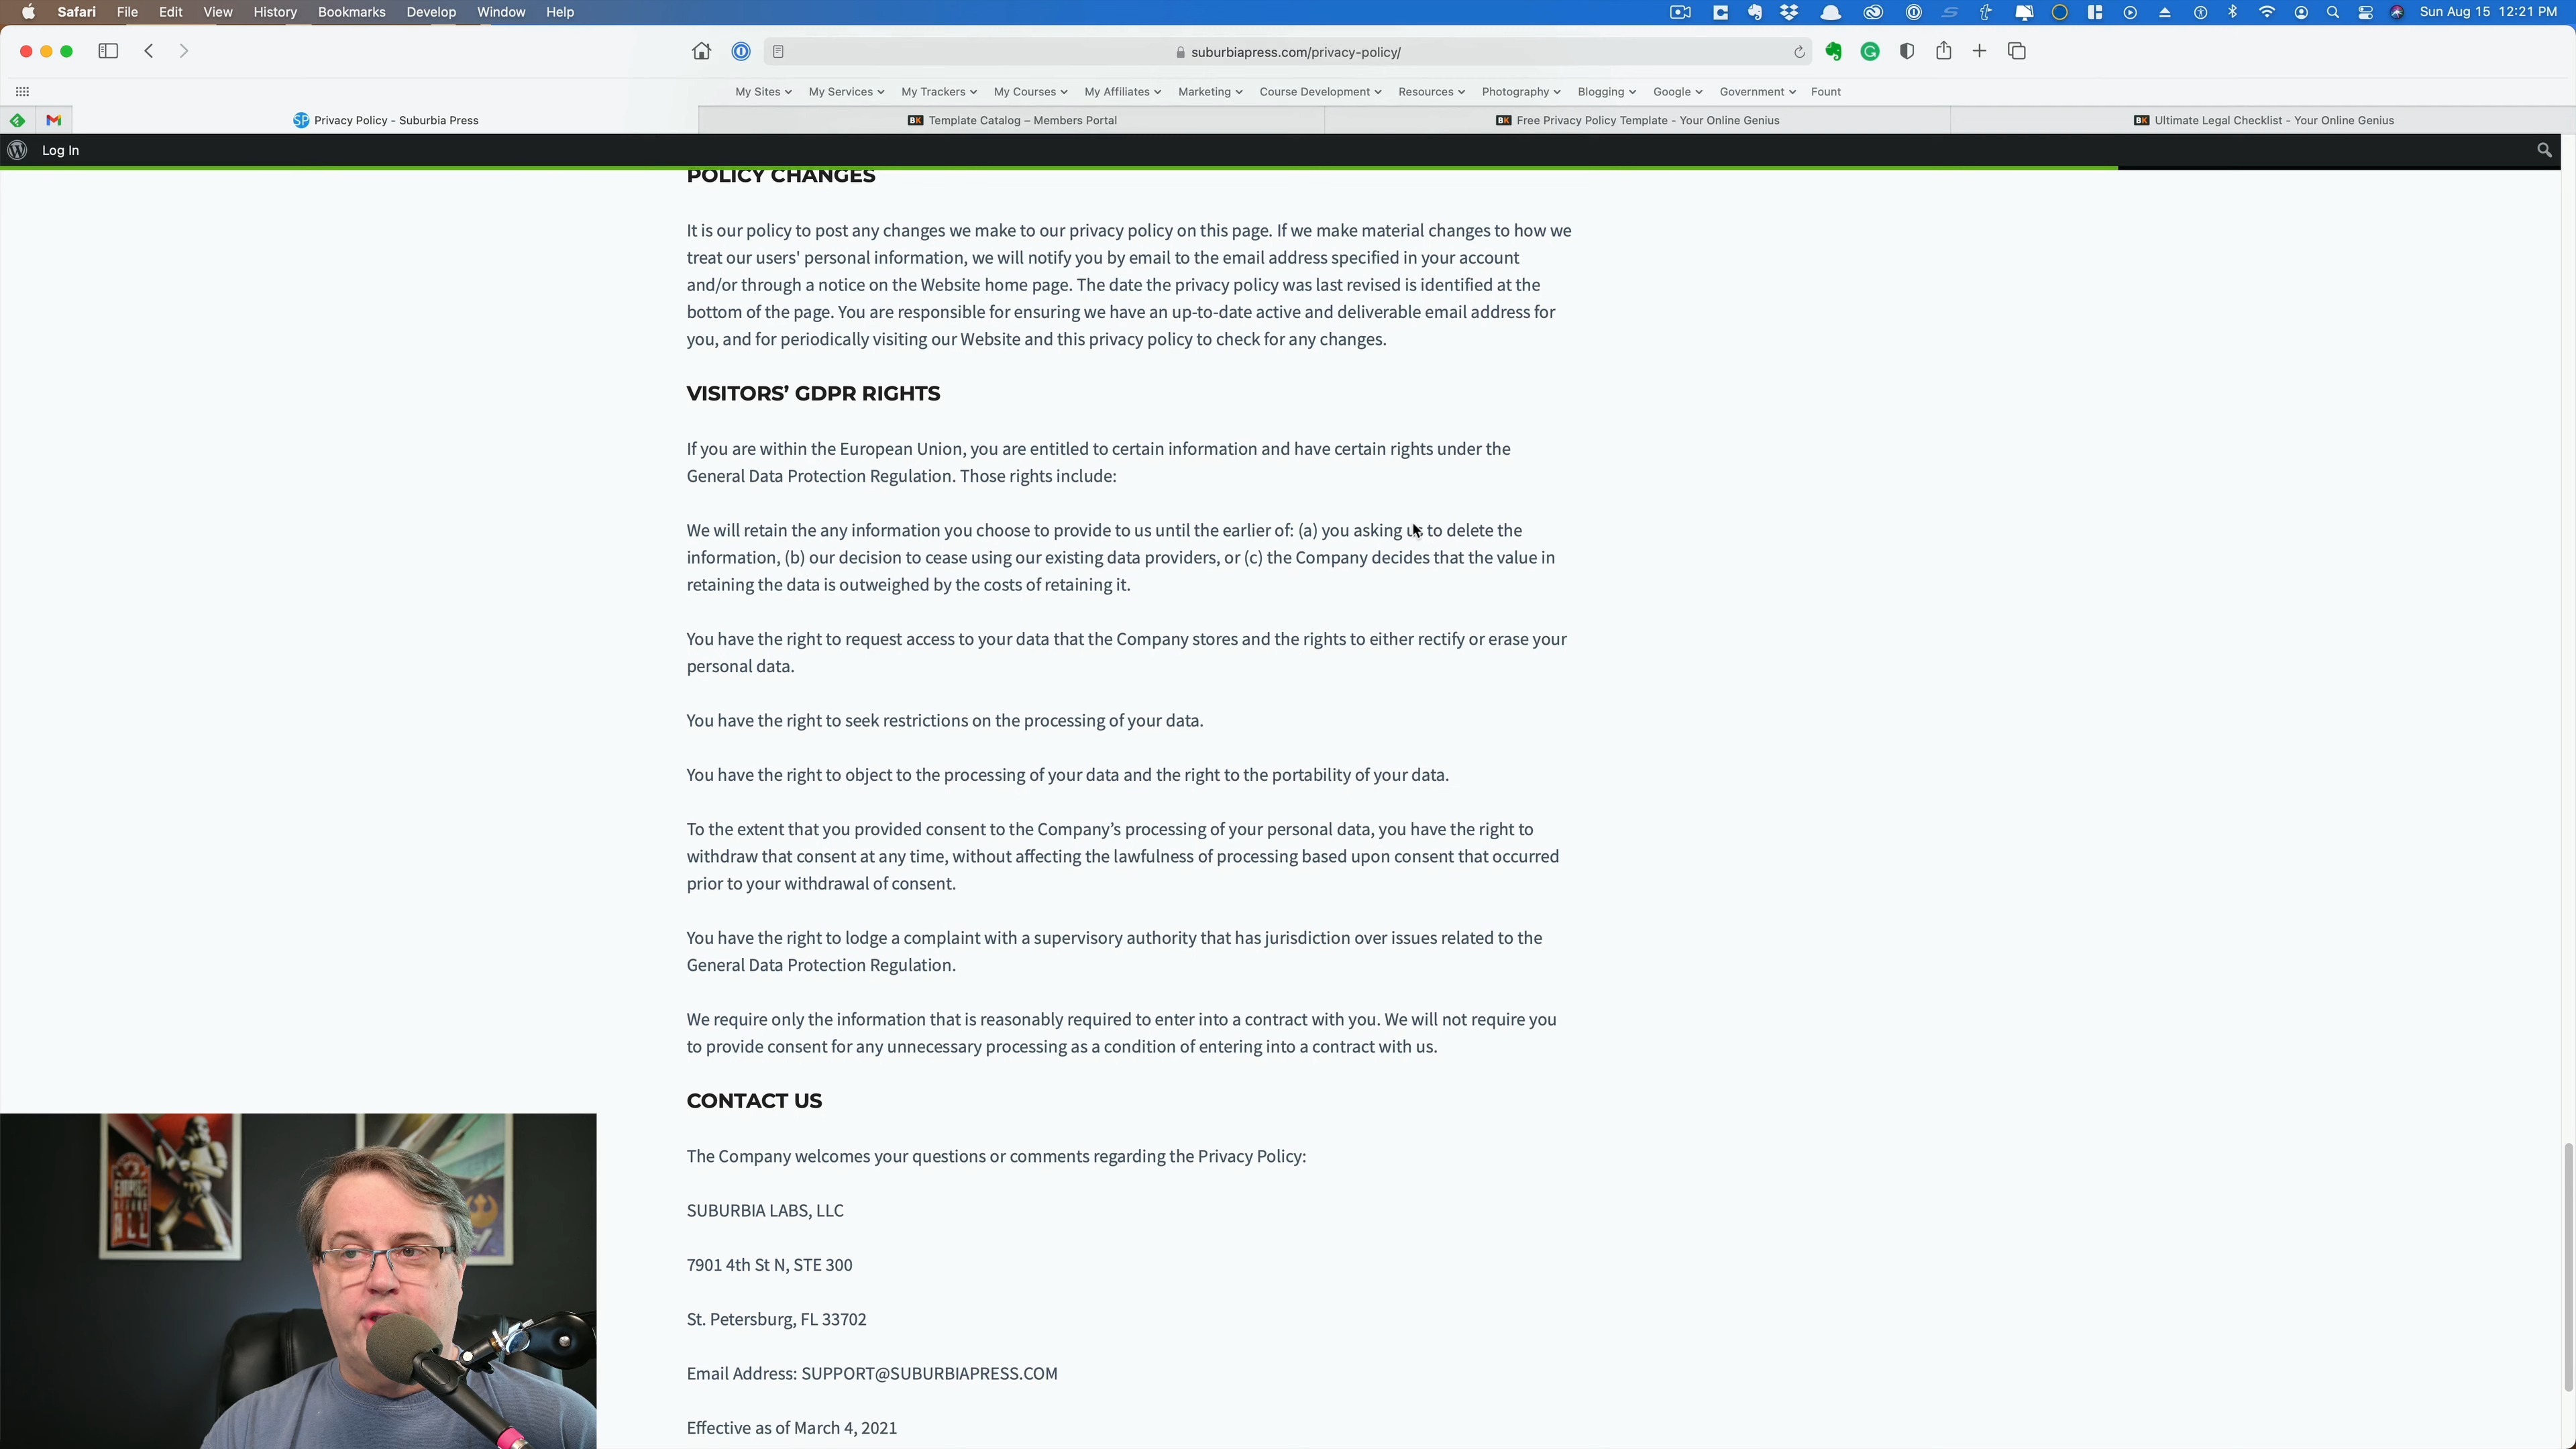 Safari File Edit View History Bookmarks Develop Window Help Sun Aug 15 12:21 PM
suburbiapress.com/privacy-policy/
My Sites My Services My Trackers My Courses My Affiliates Marketing Course Development Resources Photography Blogging Google Government Fount
SP Privacy Policy - Suburbia Press BK Template Catalog – Members Portal BK Free Privacy Policy Template - Your Online Genius BK Ultimate Legal Checklist - Your Online Genius
Log In
POLICY CHANGES
It is our policy to post any changes we make to our privacy policy on this page. If we make material changes to how we
treat our users' personal information, we will notify you by email to the email address specified in your account
and/or through a notice on the Website home page. The date the privacy policy was last revised is identified at the
bottom of the page. You are responsible for ensuring we have an up-to-date active and deliverable email address for
you, and for periodically visiting our Website and this privacy policy to check for any changes.
VISITORS’ GDPR RIGHTS
If you are within the European Union, you are entitled to certain information and have certain rights under the
General Data Protection Regulation. Those rights include:
We will retain the any information you choose to provide to us until the earlier of: (a) you asking us to delete the
information, (b) our decision to cease using our existing data providers, or (c) the Company decides that the value in
retaining the data is outweighed by the costs of retaining it.
You have the right to request access to your data that the Company stores and the rights to either rectify or erase your
personal data.
You have the right to seek restrictions on the processing of your data.
You have the right to object to the processing of your data and the right to the portability of your data.
To the extent that you provided consent to the Company’s processing of your personal data, you have the right to
withdraw that consent at any time, without affecting the lawfulness of processing based upon consent that occurred
prior to your withdrawal of consent.
You have the right to lodge a complaint with a supervisory authority that has jurisdiction over issues related to the
General Data Protection Regulation.
We require only the information that is reasonably required to enter into a contract with you. We will not require you
to provide consent for any unnecessary processing as a condition of entering into a contract with us.
CONTACT US
The Company welcomes your questions or comments regarding the Privacy Policy:
SUBURBIA LABS, LLC
7901 4th St N, STE 300
St. Petersburg, FL 33702
Email Address: SUPPORT@SUBURBIAPRESS.COM
Effective as of March 4, 2021